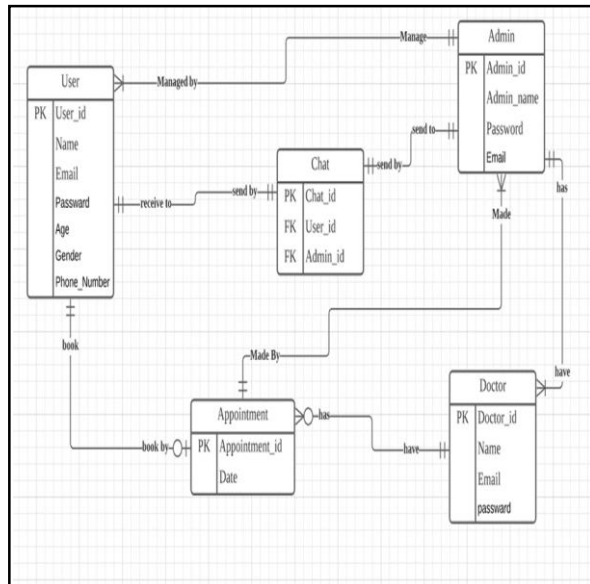 Admin
PK Admin_id
Admin_name
Password
Email
Manage
Managed by
User
PK User_id
Name
Email
Passward
Age
Gender
Phone_Number
send to
send by
Chat
PK Chat_id
FK User_id
FK Admin_id
receive to
send by
has
Made
book
Made By
have
Doctor
PK Doctor_id
Name
Email
passward
Appointment
PK Appointment_id
Date
has
have
book by